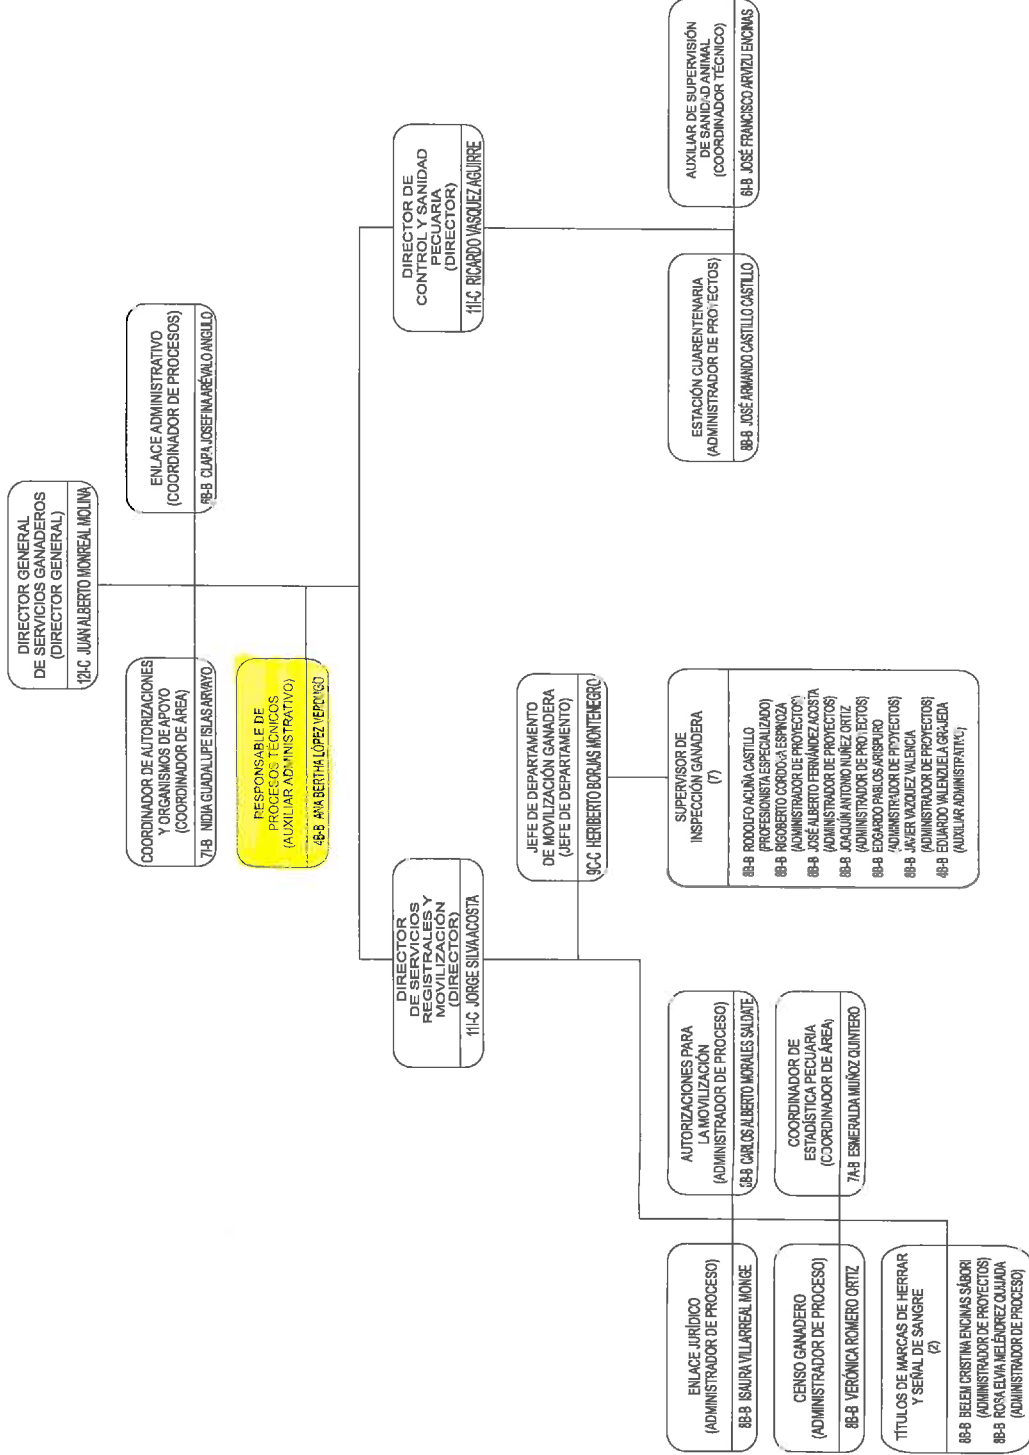 DIRECTOR GENERAL
DE SERVICIOS GANADEROS
(DIRECTOR GENERAL)
12I-C JUAN ALBERTO MONREAL MOLINA
COORDINADOR DE AUTORIZACIONES
Y ORGANISMOS DE APOYO
(COORDINADOR DE ÁREA)
7I-B NIDIA GUADALUPE ISLAS ARVAYO
ENLACE ADMINISTRATIVO
(COORDINADOR DE PROCESOS)
6B-B CLARA JOSEFINA ARÉVALO ANGULO
RESPONSABLE DE
PROCESOS TÉCNICOS
(AUXILIAR ADMINISTRATIVO)
4B-B ANA BERTHA LÓPEZ VERDUGO
DIRECTOR
DE SERVICIOS
REGISTRALES Y
MOVILIZACIÓN
(DIRECTOR)
11I-C JORGE SILVA ACOSTA
DIRECTOR DE
CONTROL Y SANIDAD
PECUARIA
(DIRECTOR)
11I-C RICARDO VASQUEZ AGUIRRE
JEFE DE DEPARTAMENTO
DE MOVILIZACIÓN GANADERA
(JEFE DE DEPARTAMENTO)
9C-C HERIBERTO BORJAS MONTENEGRO
ENLACE JURÍDICO
(ADMINISTRADOR DE PROCESO)
8B-B ISAURA VILLARREAL MONGE
AUTORIZACIONES PARA
LA MOVILIZACIÓN
(ADMINISTRADOR DE PROCESO)
CARLOS ALBERTO MORALES SALDATE
SUPERVISOR DE
INSPECCIÓN GANADERA
(7)
8B-B RODOLFO ACUÑA CASTILLO
(PROFESIONISTA ESPECIALIZADO)
8B-B RIGOBERTO CORDOVA ESPINOZA
(ADMINISTRADOR DE PROYECTOS)
8B-B JOSÉ ALBERTO FERNÁNDEZ ACOSTA
(ADMINISTRADOR DE PROYECTOS)
8B-B JOAQUÍN ANTONIO NUÑEZ ORTIZ
(ADMINISTRADOR DE PROYECTOS)
8B-B EDGARDO PABLOS ARISPURO
(ADMINISTRADOR DE PROYECTOS)
8B-B JAVIER VAZQUEZ VALENCIA
(ADMINISTRADOR DE PROYECTOS)
4B-B EDUARDO VALENZUELA GRAJEDA
(AUXILIAR ADMINISTRATIVO)
ESTACIÓN CUARENTENARIA
(ADMINISTRADOR DE PROYECTOS)
8B-B JOSÉ ARMANDO CASTILLO CASTILLO
AUXILIAR DE SUPERVISIÓN
DE SANIDAD ANIMAL
(COORDINADOR TÉCNICO)
6I-B JOSÉ FRANCISCO ARVIZU ENCINAS
CENSO GANADERO
(ADMINISTRADOR DE PROCESO)
8B-B VERÓNICA ROMERO ORTIZ
COORDINADOR DE
ESTADÍSTICA PECUARIA
(COORDINADOR DE ÁREA)
7A-B ESMERALDA MUÑOZ QUINTERO
TÍTULOS DE MARCAS DE HERRAR
Y SEÑAL DE SANGRE
(2)
8B-B BELEM CRISTINA ENCINAS SÁBORI
(ADMINISTRADOR DE PROYECTOS)
8B-B ROSA ELVIA MELÉNDREZ QUIJADA
(ADMINISTRADOR DE PROCESO)